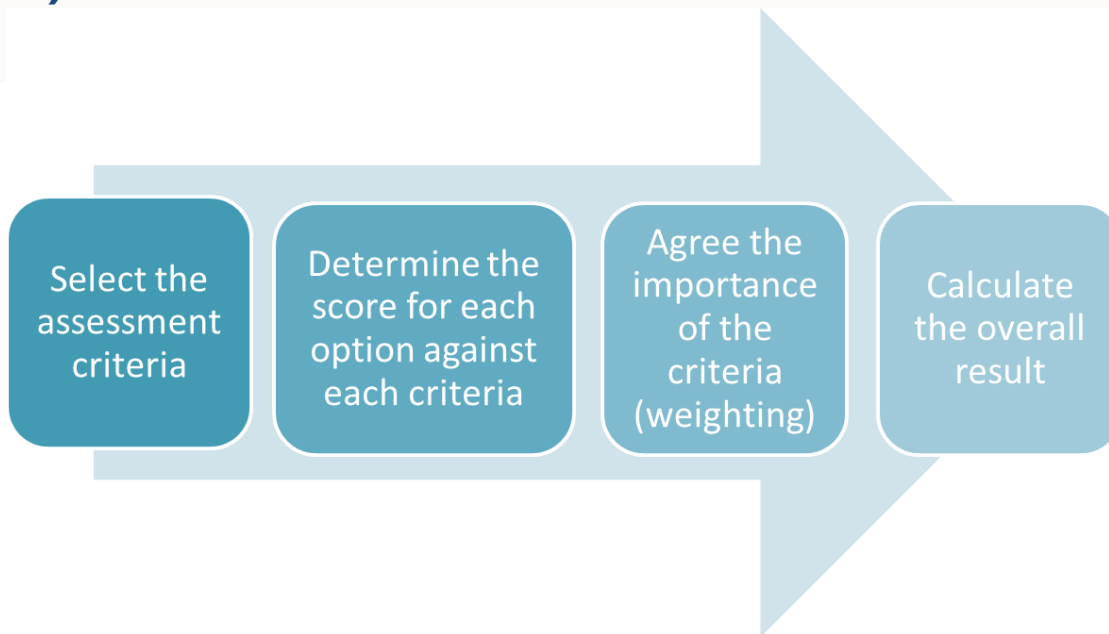 Select the
assessment
criteria
Determine the
score for each
option against
each criteria
Agree the
importance
of the
criteria
(weighting)
Calculate
the overall
result